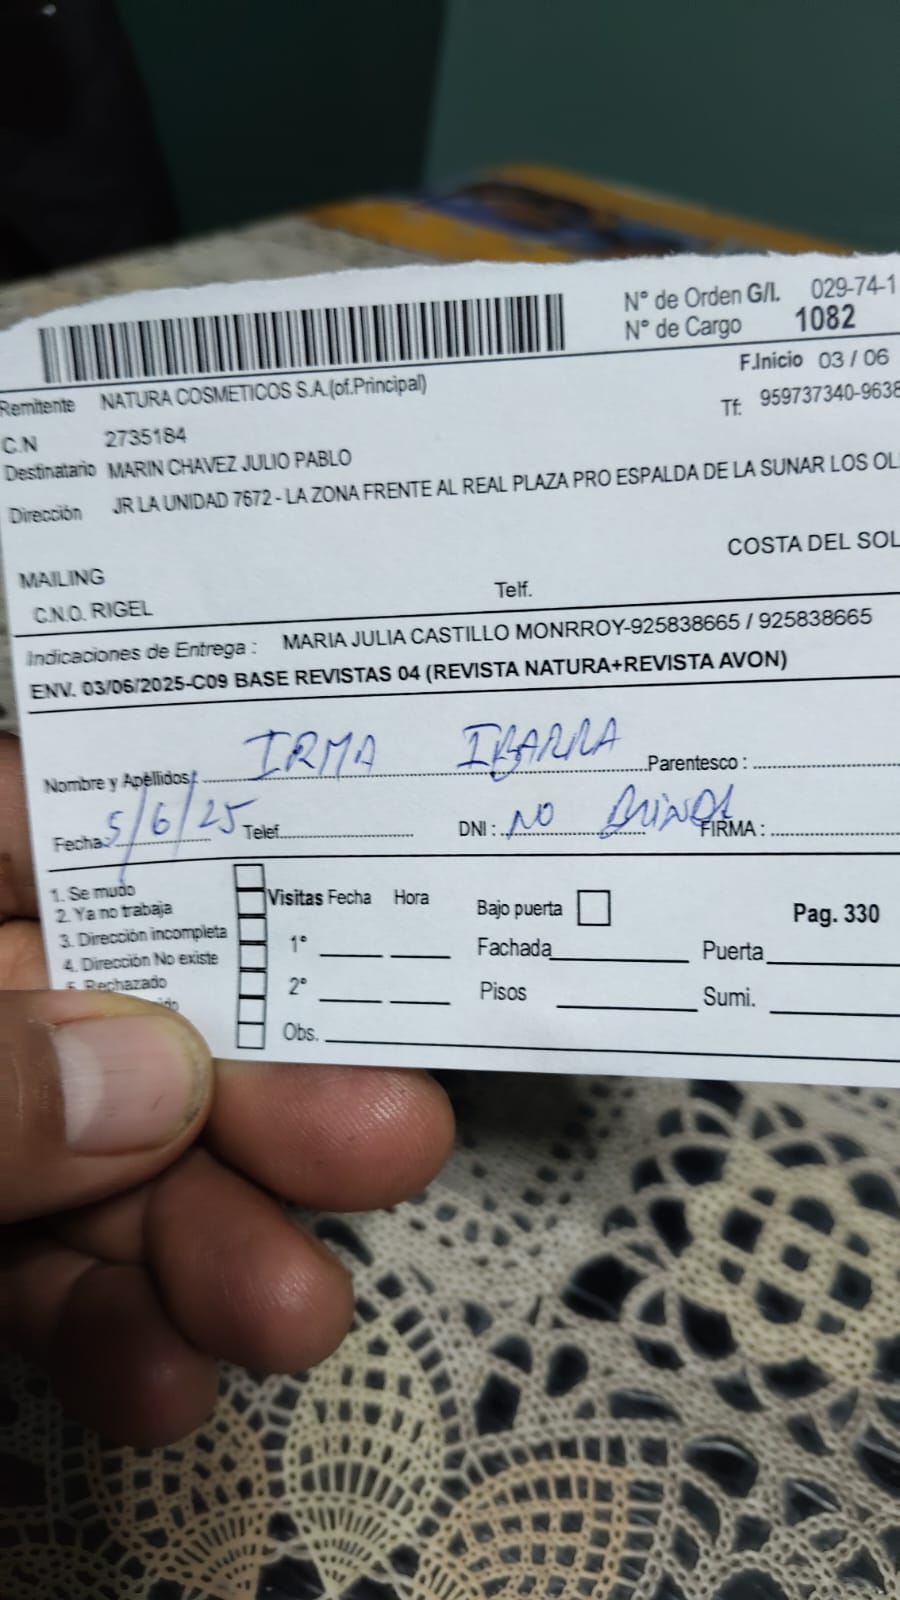 N° de Orden G/I. 029-74-1
N° de Cargo 1082
F.Inicio 03 / 06
Remitente NATURA COSMETICOS S.A.(of.Principal)
Tf: 959737340-9638
C.N 2735184
Destinatario MARIN CHAVEZ JULIO PABLO
Dirección JR LA UNIDAD 7672 - LA ZONA FRENTE AL REAL PLAZA PRO ESPALDA DE LA SUNAR LOS OL
COSTA DEL SOL
MAILING
C.N.O. RIGEL Telf.
Indicaciones de Entrega : MARIA JULIA CASTILLO MONRROY-925838665 / 925838665
ENV. 03/06/2025-C09 BASE REVISTAS 04 (REVISTA NATURA+REVISTA AVON)
Nombre y Apellidos: IRMA IBARRA Parentesco :
Fecha 5/6/25 Telef. DNI : NO BRINDA FIRMA :
1. Se mudo
2. Ya no trabaja
3. Dirección incompleta
4. Dirección No existe
5. Rechazado
Visitas Fecha Hora
1°
2°
Obs.
Bajo puerta
Pag. 330
Fachada Puerta
Pisos Sumi.